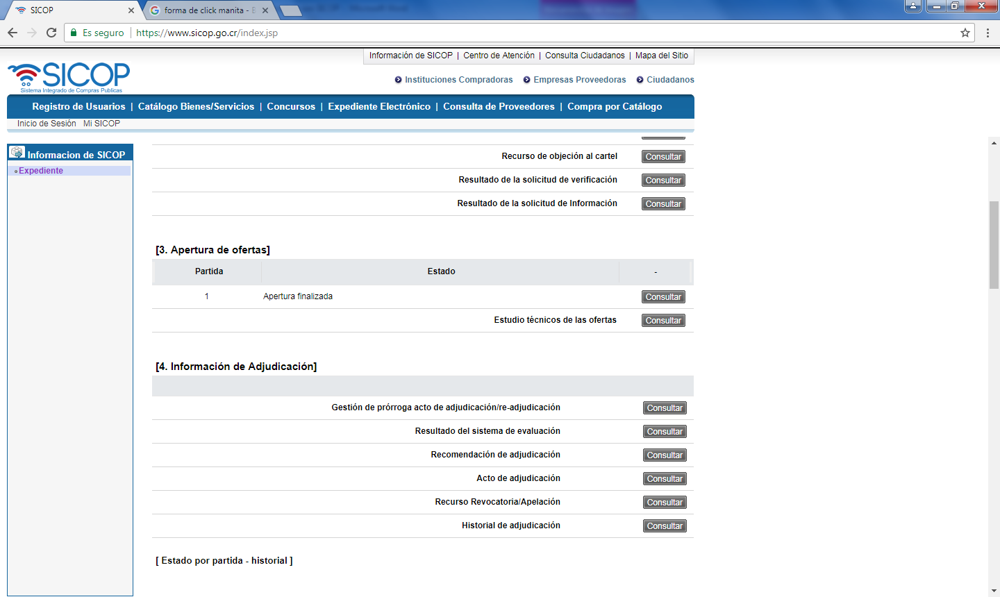 SICOP
forma de click manita - B
Es seguro
https://www.sicop.go.cr/index.jsp
Información de SICOP | Centro de Atención | Consulta Ciudadanos | Mapa del Sitio
SICOP
Sistema Integrado de Compras Publicas
Instituciones Compradoras Empresas Proveedoras Ciudadanos
Registro de Usuarios | Catálogo Bienes/Servicios | Concursos | Expediente Electrónico | Consulta de Proveedores | Compra por Catálogo
Inicio de Sesión Mi SICOP
Informacion de SICOP
Expediente
Recurso de objeción al cartel Consultar
Resultado de la solicitud de verificación Consultar
Resultado de la solicitud de Información Consultar
[3. Apertura de ofertas]
Partida Estado -
1 Apertura finalizada Consultar
Estudio técnicos de las ofertas Consultar
[4. Información de Adjudicación]
Gestión de prórroga acto de adjudicación/re-adjudicación Consultar
Resultado del sistema de evaluación Consultar
Recomendación de adjudicación Consultar
Acto de adjudicación Consultar
Recurso Revocatoria/Apelación Consultar
Historial de adjudicación Consultar
[ Estado por partida - historial ]